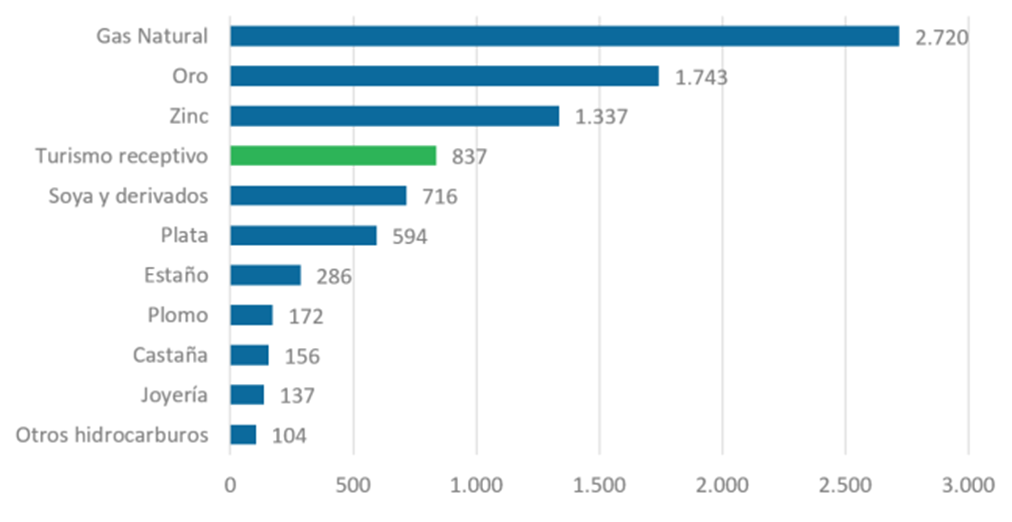 Gas Natural 2.720
Oro 1.743
Zinc 1.337
Turismo receptivo 837
Soya y derivados 716
Plata 594
Estaño 286
Plomo 172
Castaña 156
Joyería 137
Otros hidrocarburos 104
0 500 1.000 1.500 2.000 2.500 3.000